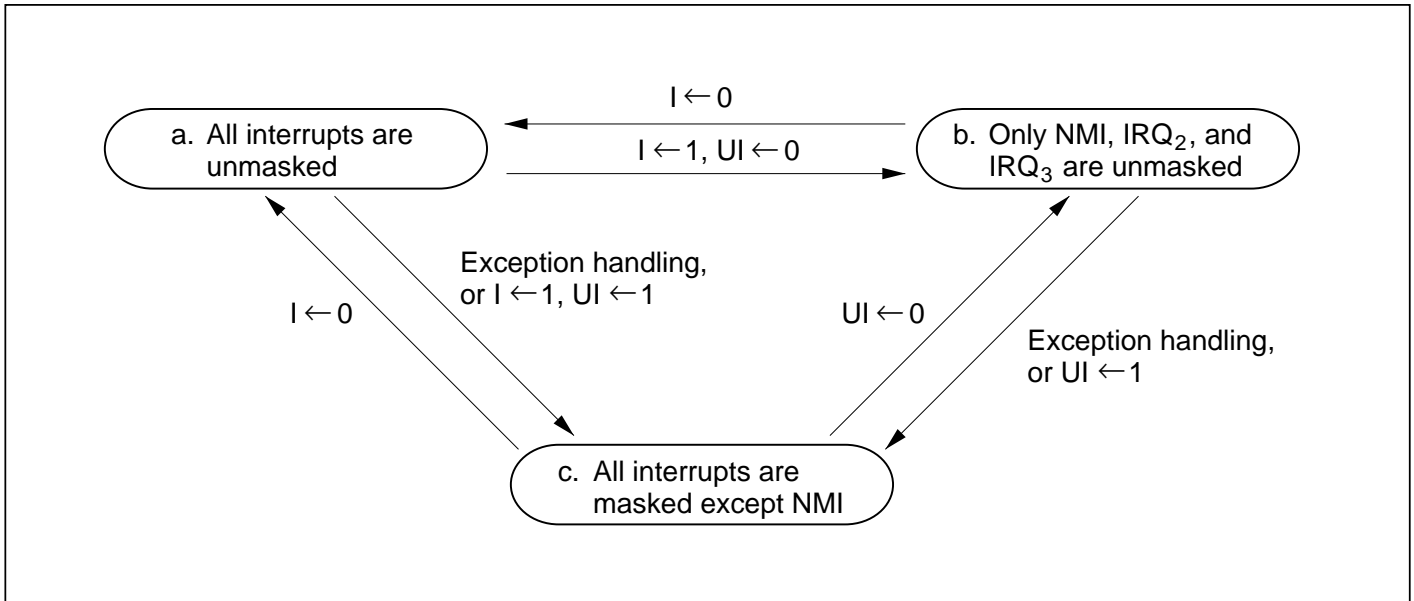 I ← 0
a. All interrupts are
unmasked
I ← 1, UI ← 0
b. Only NMI, IRQ₂, and
IRQ₃ are unmasked
Exception handling,
or I ← 1, UI ← 1
I ← 0
UI ← 0
Exception handling,
or UI ← 1
c. All interrupts are
masked except NMI